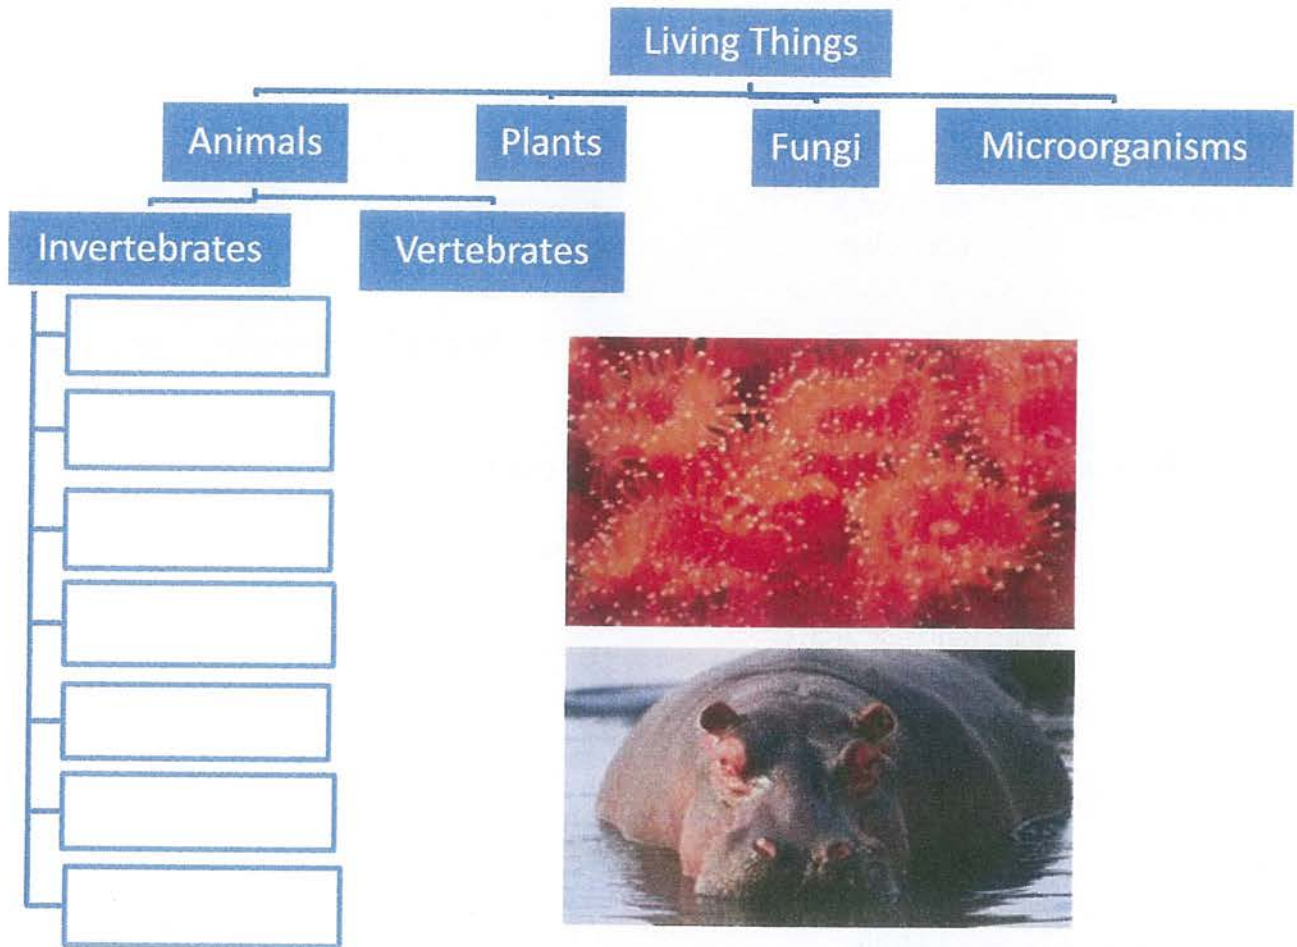 Living Things
Animals
Plants
Fungi
Microorganisms
Invertebrates
Vertebrates